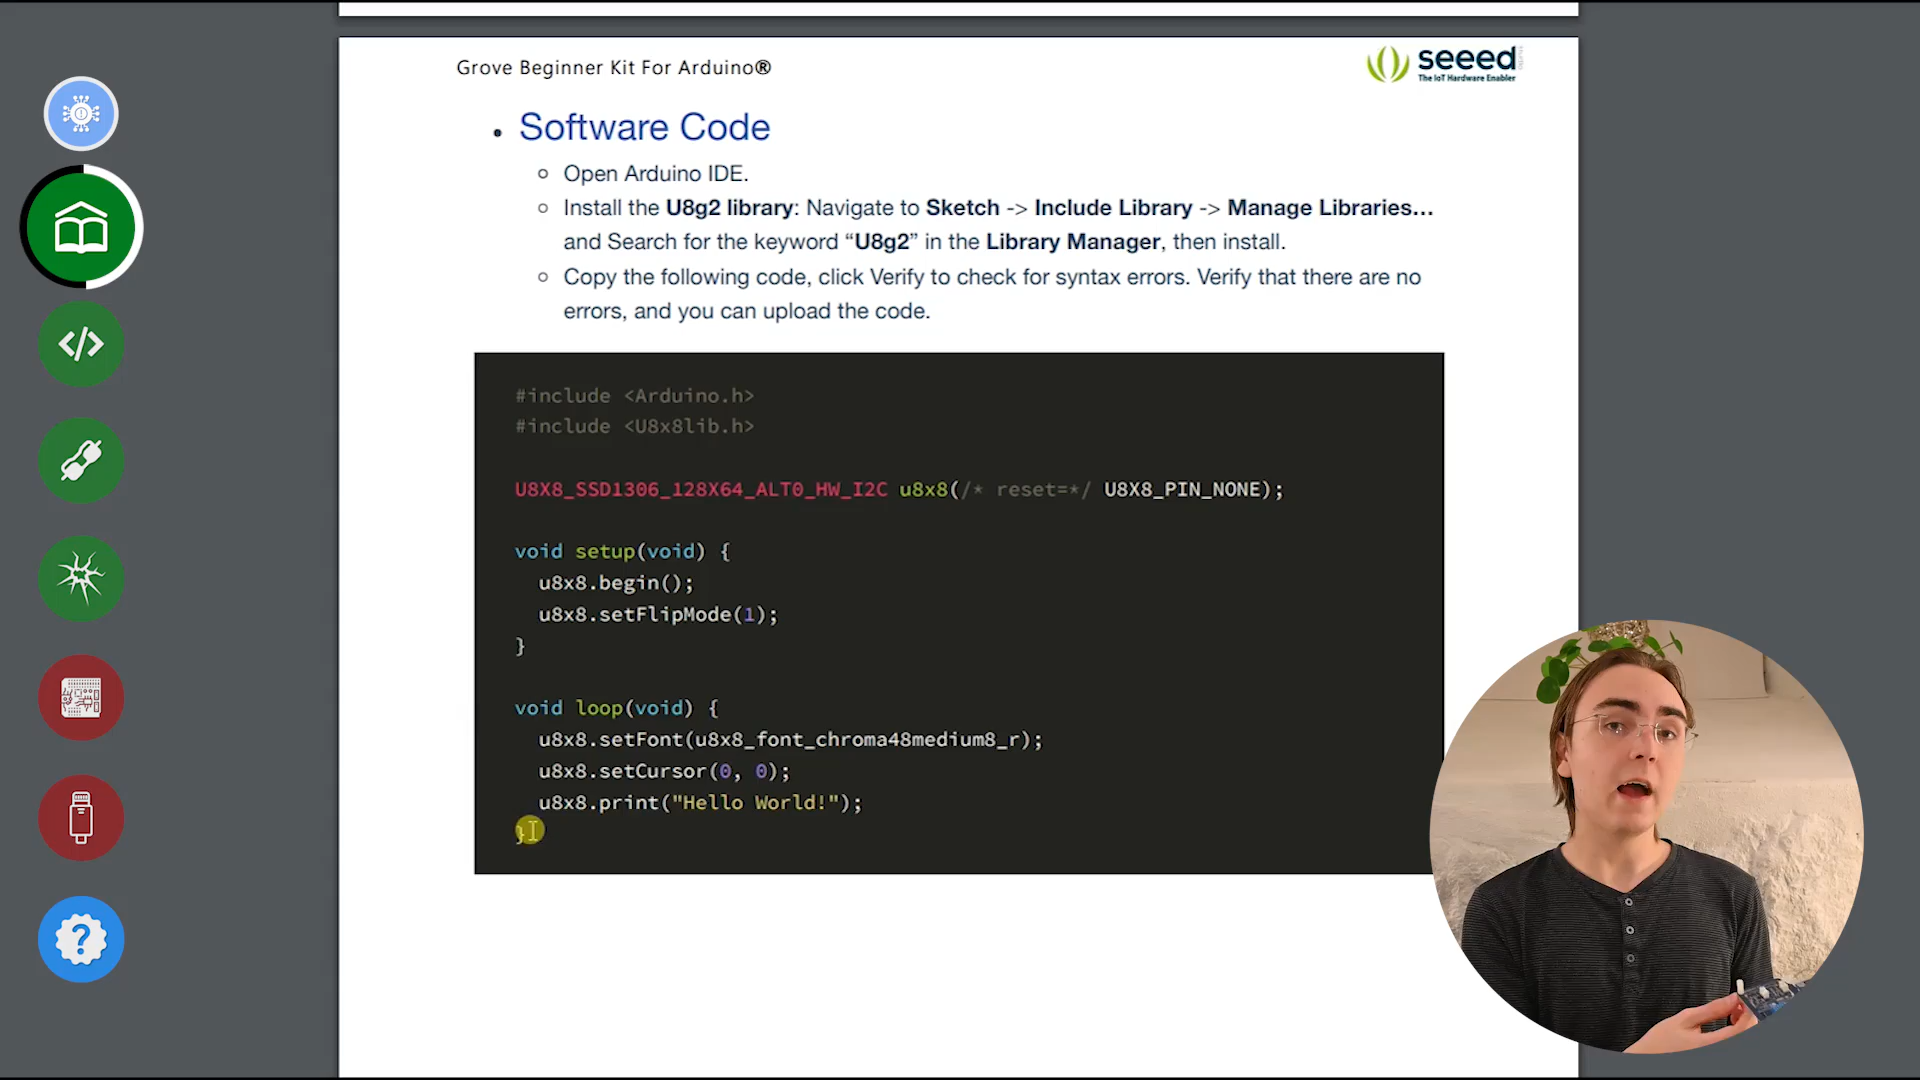 Grove Beginner Kit For Arduino®
seeed
The IoT Hardware Enabler
Software Code
Open Arduino IDE.
Install the U8g2 library: Navigate to Sketch -> Include Library -> Manage Libraries...
and Search for the keyword “U8g2” in the Library Manager, then install.
Copy the following code, click Verify to check for syntax errors. Verify that there are no
errors, and you can upload the code.
#include <Arduino.h>
#include <U8x8lib.h>
U8X8_SSD1306_128X64_ALT0_HW_I2C u8x8(/* reset=*/ U8X8_PIN_NONE);
void setup(void) {
u8x8.begin();
u8x8.setFlipMode(1);
}
void loop(void) {
u8x8.setFont(u8x8_font_chroma48medium8_r);
u8x8.setCursor(0, 0);
u8x8.print("Hello World!");
}